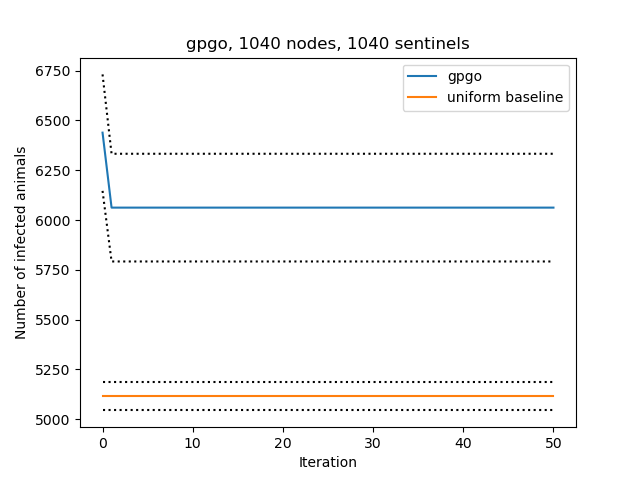 gpgo, 1040 nodes, 1040 sentinels
gpgo
uniform baseline
Number of infected animals
6750
6500
6250
6000
5750
5500
5250
5000
0 10 20 30 40 50
Iteration